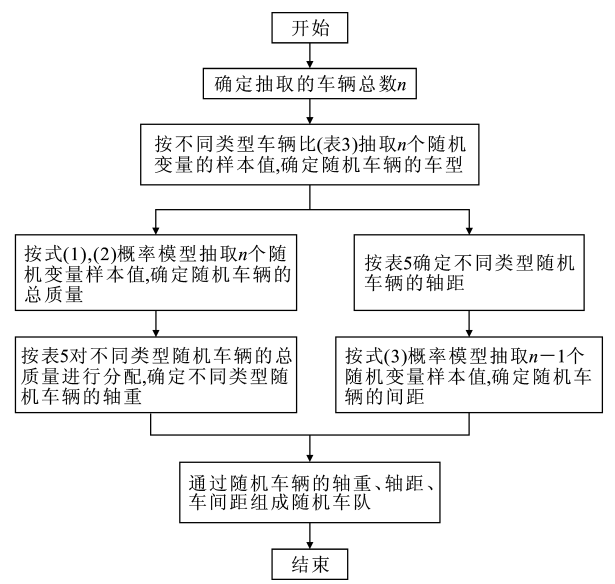 开始
确定抽取的车辆总数n
按不同类型车辆比(表3)抽取n个随机
变量的样本值,确定随机车辆的车型
按式(1),(2)概率模型抽取n个随
机变量样本值,确定随机车辆的
总质量
按表5确定不同类型随机
车辆的轴距
按表5对不同类型随机车辆的总
质量进行分配,确定不同类型随
机车辆的轴重
按式(3)概率模型抽取n−1个
随机变量样本值,确定随机车
辆的间距
通过随机车辆的轴重、轴距、
车间距组成随机车队
结束